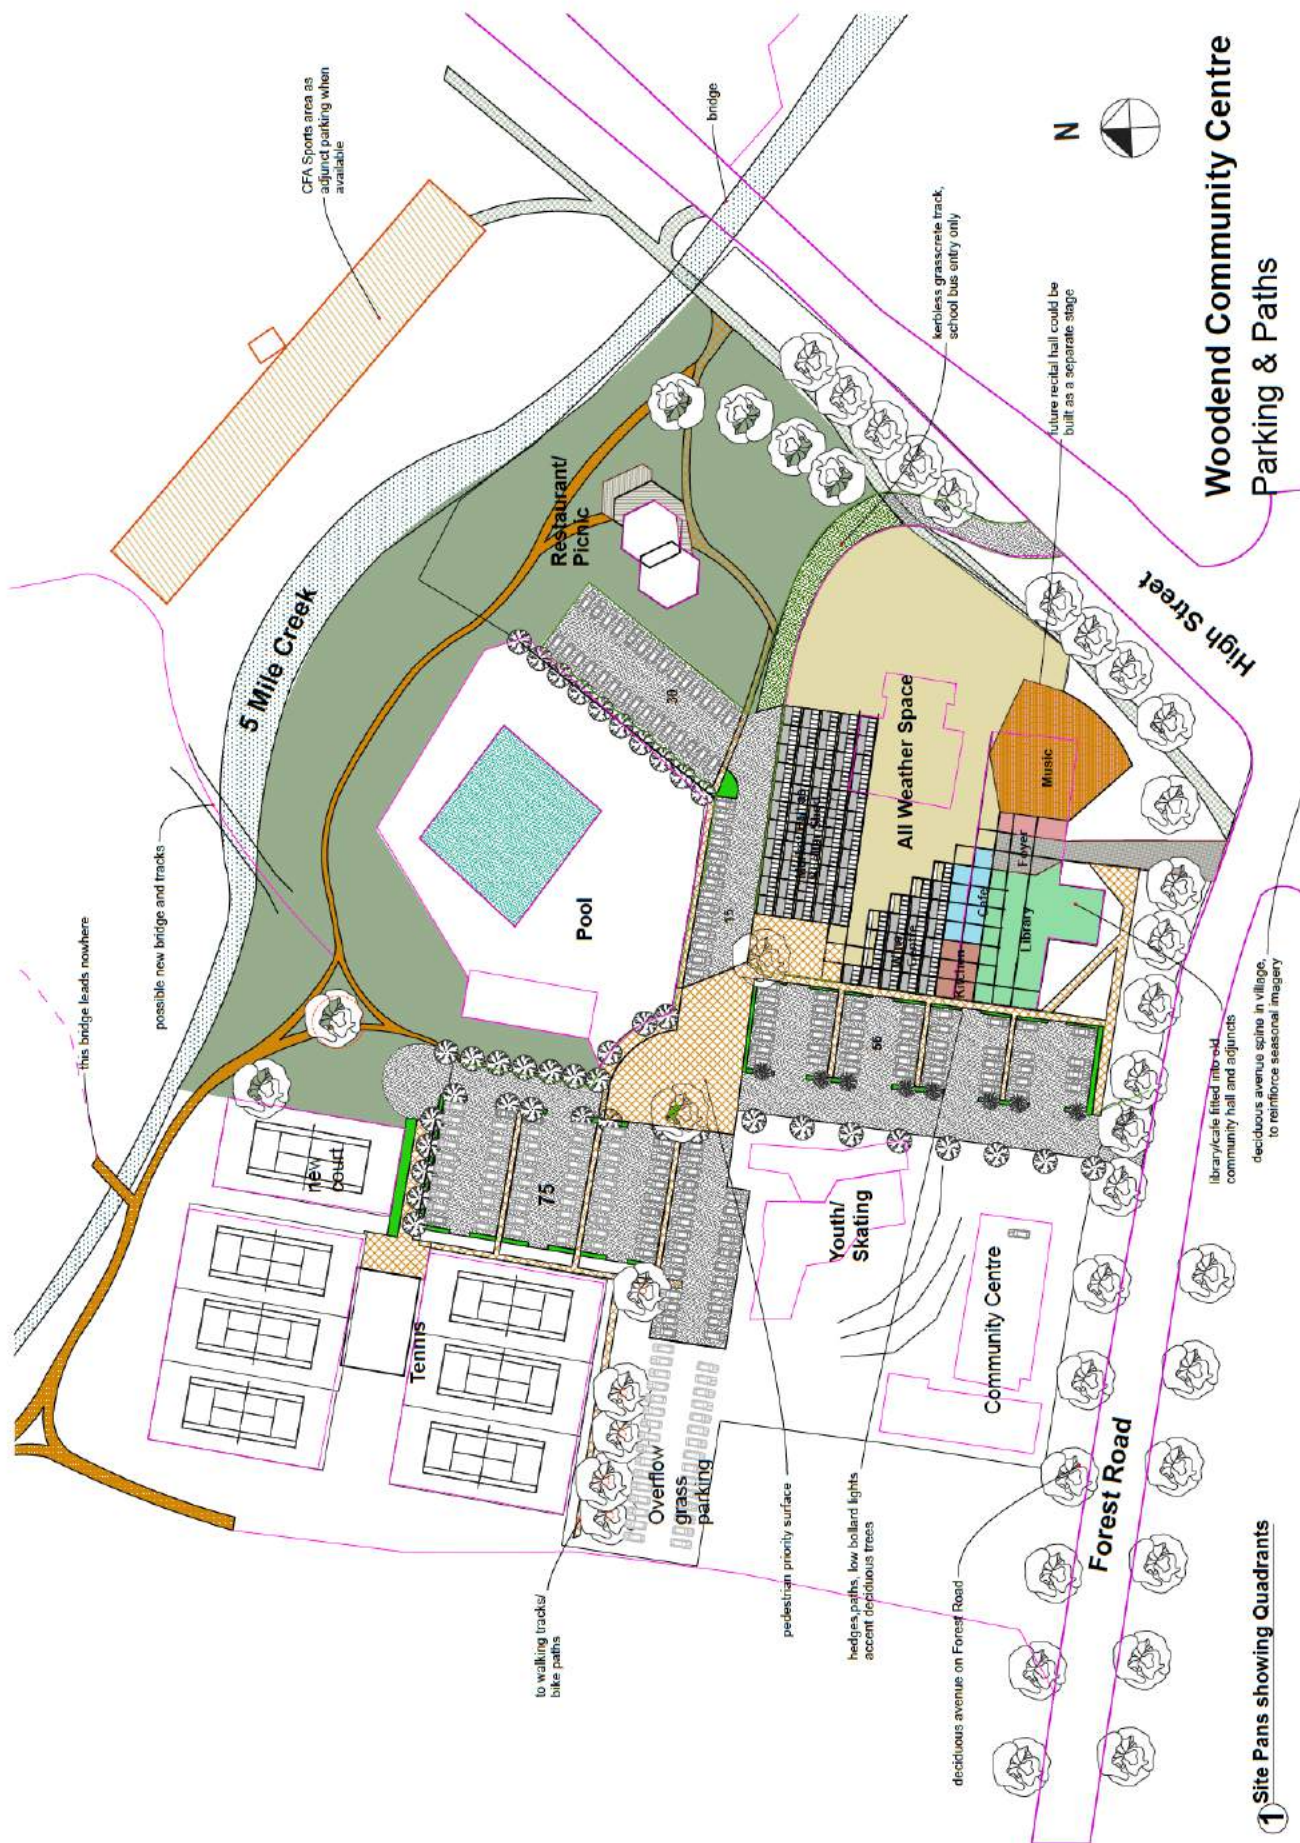 Woodend Community Centre
Parking & Paths
N
CFA Sports area as
adjunct parking when
available
bridge
kerbless grasscrete track,
school bus entry only
future recital hall could be
built as a separate stage
5 Mile Creek
Restaurant/
Picnic
30
High Street
possible new bridge and tracks
this bridge leads nowhere
Pool
15
All Weather Space
Music
Foyer
Cafe
Library
Kitchen
new
court
75
56
Tennis
Youth/
Skating
Community Centre
Overflow
grass
parking
Forest Road
library/cafe fitted into old
community hall and adjuncts
deciduous avenue spine in village,
to reinforce seasonal imagery
to walking tracks/
bike paths
pedestrian priority surface
hedges,paths, low bollard lights
accent deciduous trees
deciduous avenue on Forest Road
1 Site Pans showing Quadrants